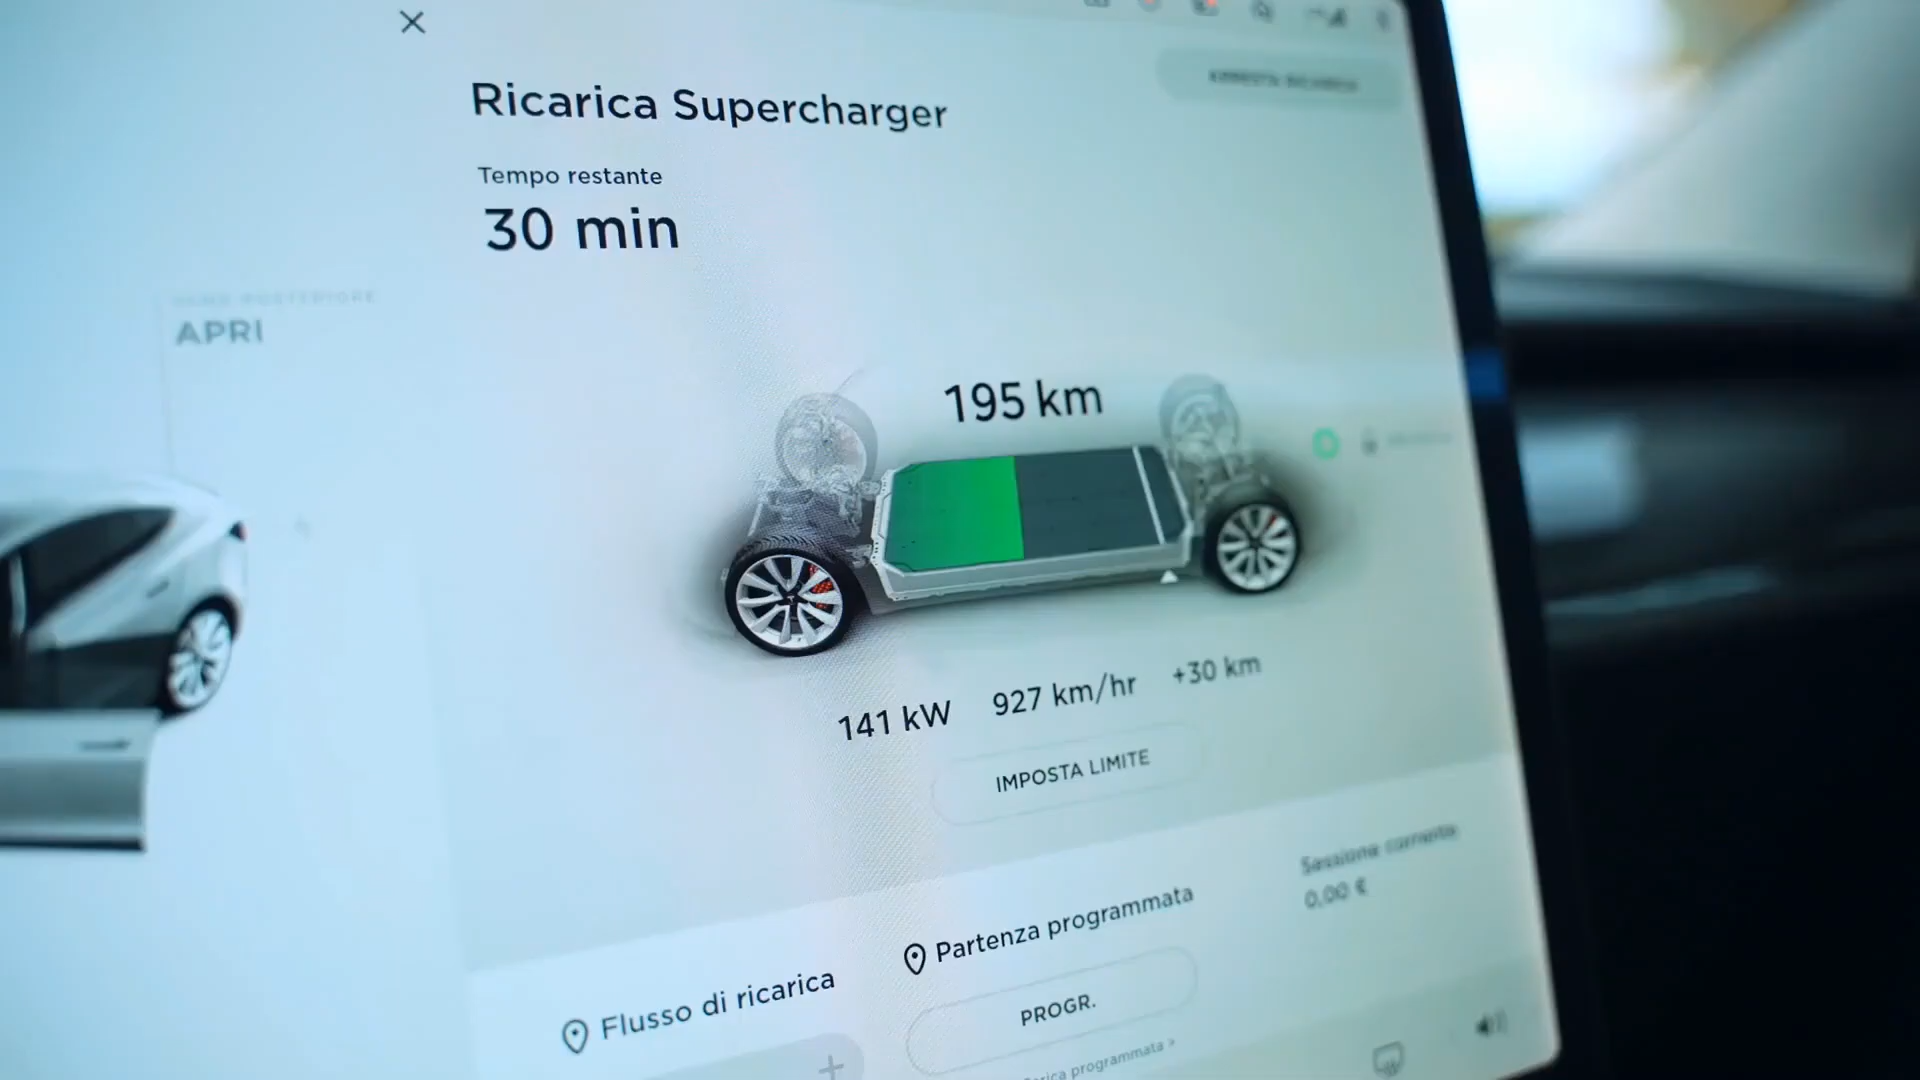 Ricarica Supercharger
Tempo restante
30 min
APRI
195 km
141 kW 927 km/hr +30 km
IMPOSTA LIMITE
Sessione corrente
0,00 €
Partenza programmata
PROGR.
programmata >
Flusso di ricarica
+